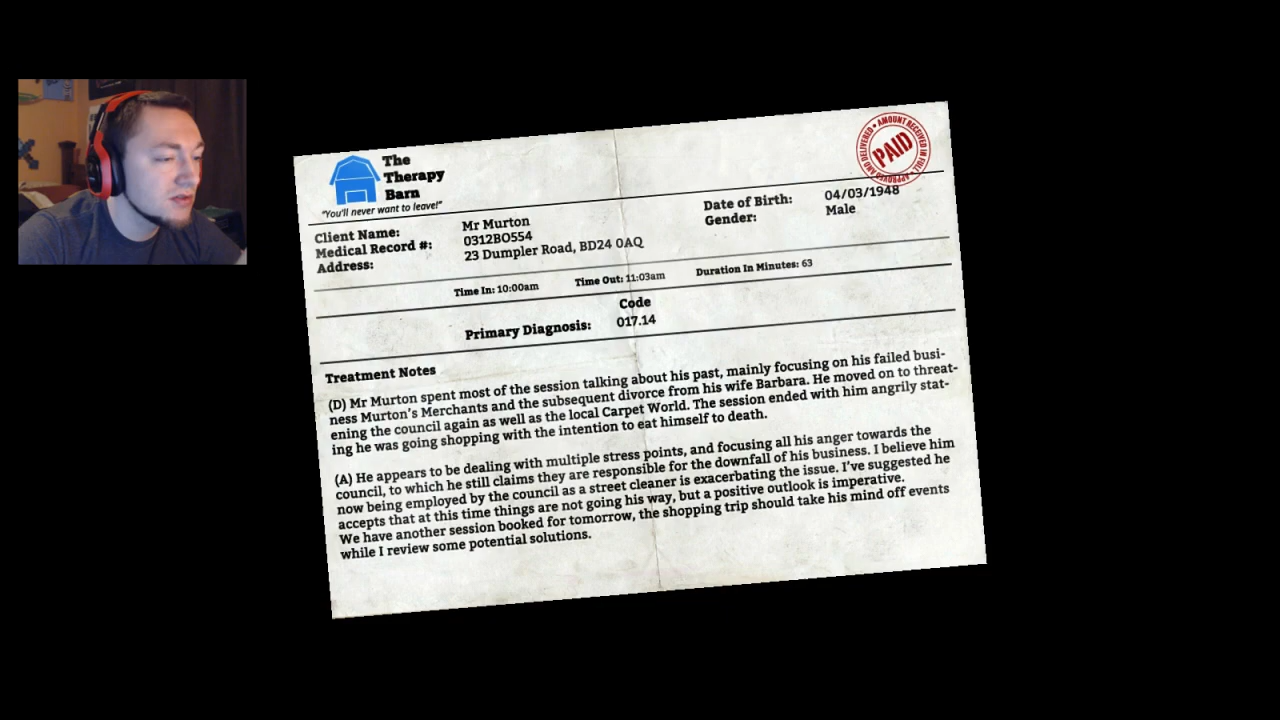 The
Therapy
Barn
"You'll never want to leave!"
AMOUNT RECEIVED IN FULL • APPROVED AND DELIVERED •
PAID
Client Name: Mr Murton Date of Birth: 04/03/1948
Medical Record #: 0312BO554 Gender: Male
Address: 23 Dumpler Road, BD24 0AQ
Time In: 10:00am Time Out: 11:03am Duration In Minutes: 63
Code
Primary Diagnosis: 017.14
Treatment Notes
(D) Mr Murton spent most of the session talking about his past, mainly focusing on his failed busi-
ness Murton's Merchants and the subsequent divorce from his wife Barbara. He moved on to threat-
ening the council again as well as the local Carpet World. The session ended with him angrily stat-
ing he was going shopping with the intention to eat himself to death.
(A) He appears to be dealing with multiple stress points, and focusing all his anger towards the
council, to which he still claims they are responsible for the downfall of his business. I believe him
now being employed by the council as a street cleaner is exacerbating the issue. I've suggested he
accepts that at this time things are not going his way, but a positive outlook is imperative.
We have another session booked for tomorrow, the shopping trip should take his mind off events
while I review some potential solutions.